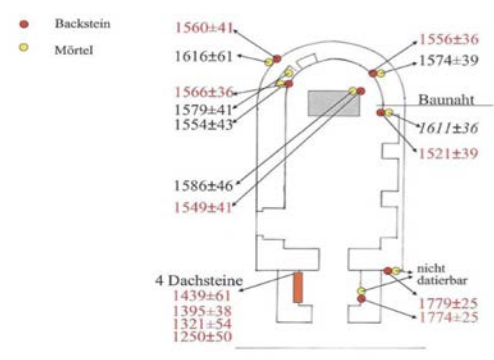 Backstein
Mörtel
1560±41
1616±61
1566±36
1579±41
1554±43
1556±36
1574±39
Baunaht
1611±36
1521±39
1586±46
1549±41
4 Dachsteine
1439±61
1395±38
1321±54
1250±50
nicht
datierbar
1779±25
1774±25